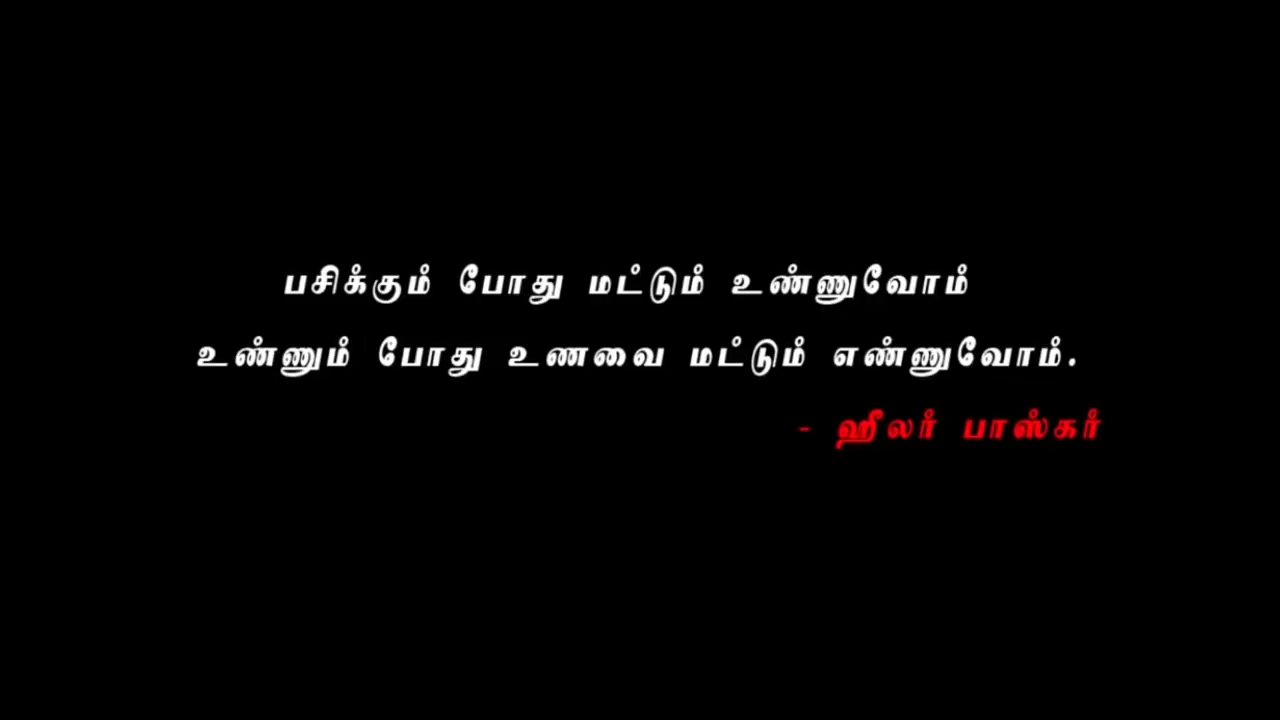 பசிக்கும் போது மட்டும் உண்ணுவோம்
உண்ணும் போது உணவை மட்டும் எண்ணுவோம்.
- ஹீலர் பாஸ்கர்